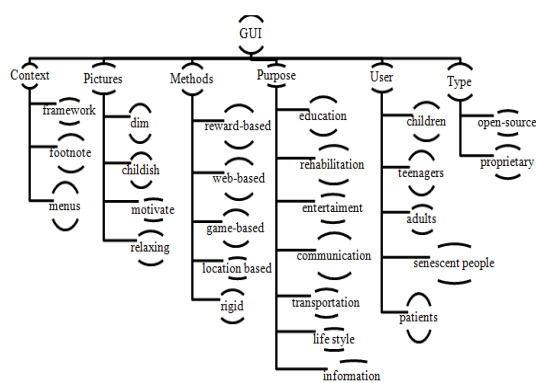 GUI
Context
Pictures
Methods
Purpose
User
Type
framework
footnote
menus
dim
childish
motivate
relaxing
reward-based
web-based
game-based
location based
rigid
education
rehabilitation
entertaiment
communication
transportation
life style
information
children
teenagers
adults
senescent people
patients
open-source
proprietary